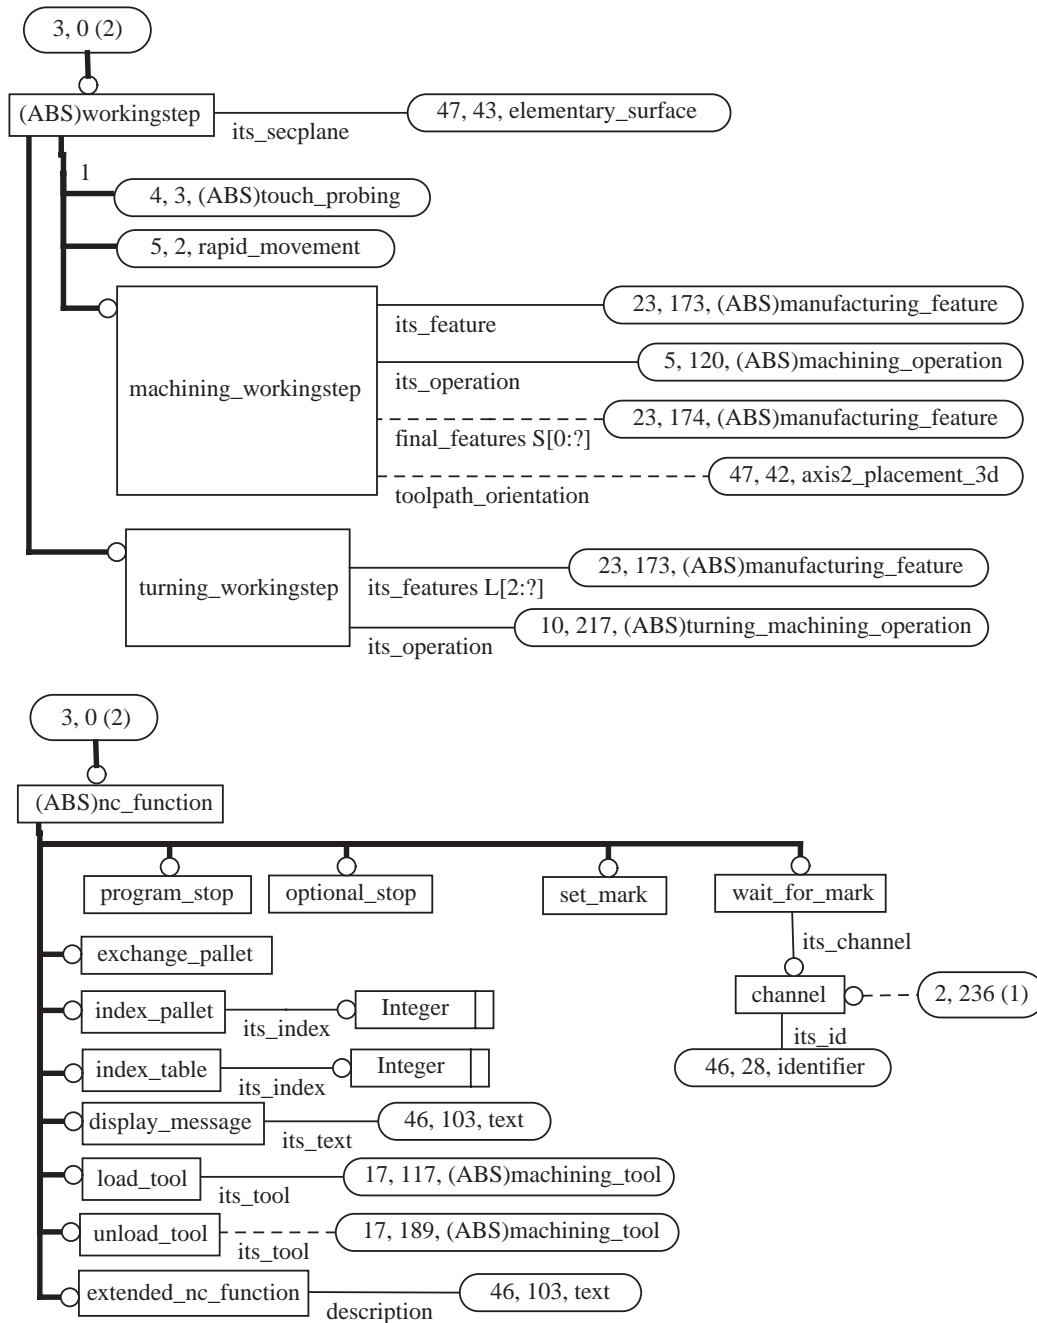 3, 0 (2)
(ABS)workingstep
its_secplane
47, 43, elementary_surface
1
4, 3, (ABS)touch_probing
5, 2, rapid_movement
machining_workingstep
its_feature
23, 173, (ABS)manufacturing_feature
its_operation
5, 120, (ABS)machining_operation
final_features S[0:?]
23, 174, (ABS)manufacturing_feature
toolpath_orientation
47, 42, axis2_placement_3d
turning_workingstep
its_features L[2:?]
23, 173, (ABS)manufacturing_feature
its_operation
10, 217, (ABS)turning_machining_operation
3, 0 (2)
(ABS)nc_function
program_stop
optional_stop
set_mark
wait_for_mark
its_channel
exchange_pallet
channel
2, 236 (1)
its_id
46, 28, identifier
index_pallet
its_index
Integer
index_table
its_index
Integer
display_message
its_text
46, 103, text
load_tool
its_tool
17, 117, (ABS)machining_tool
unload_tool
its_tool
17, 189, (ABS)machining_tool
extended_nc_function
description
46, 103, text